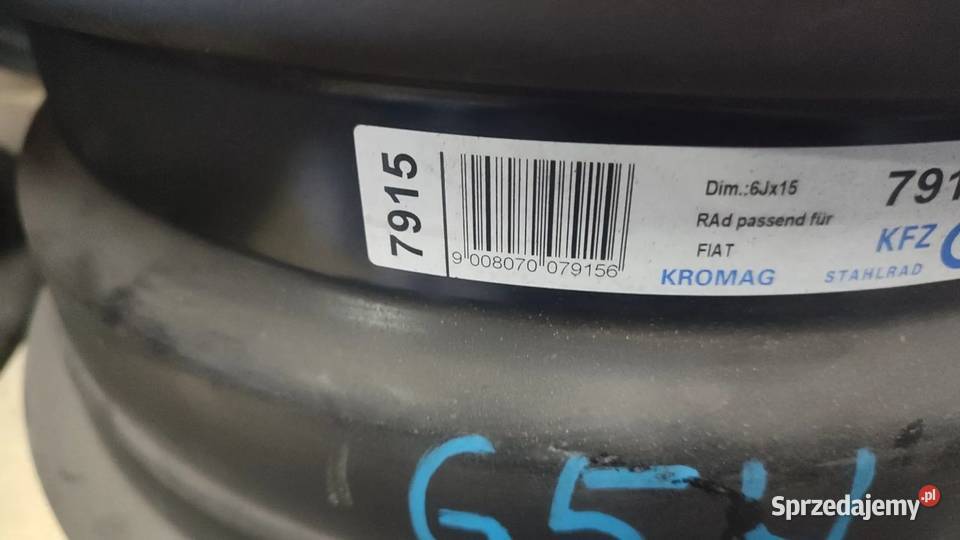 7915
9 008070 079156
Dim.:6Jx15
RAd passend für
FIAT
KROMAG
791
KFZ
STAHLRAD
Sprzedajemy.pl